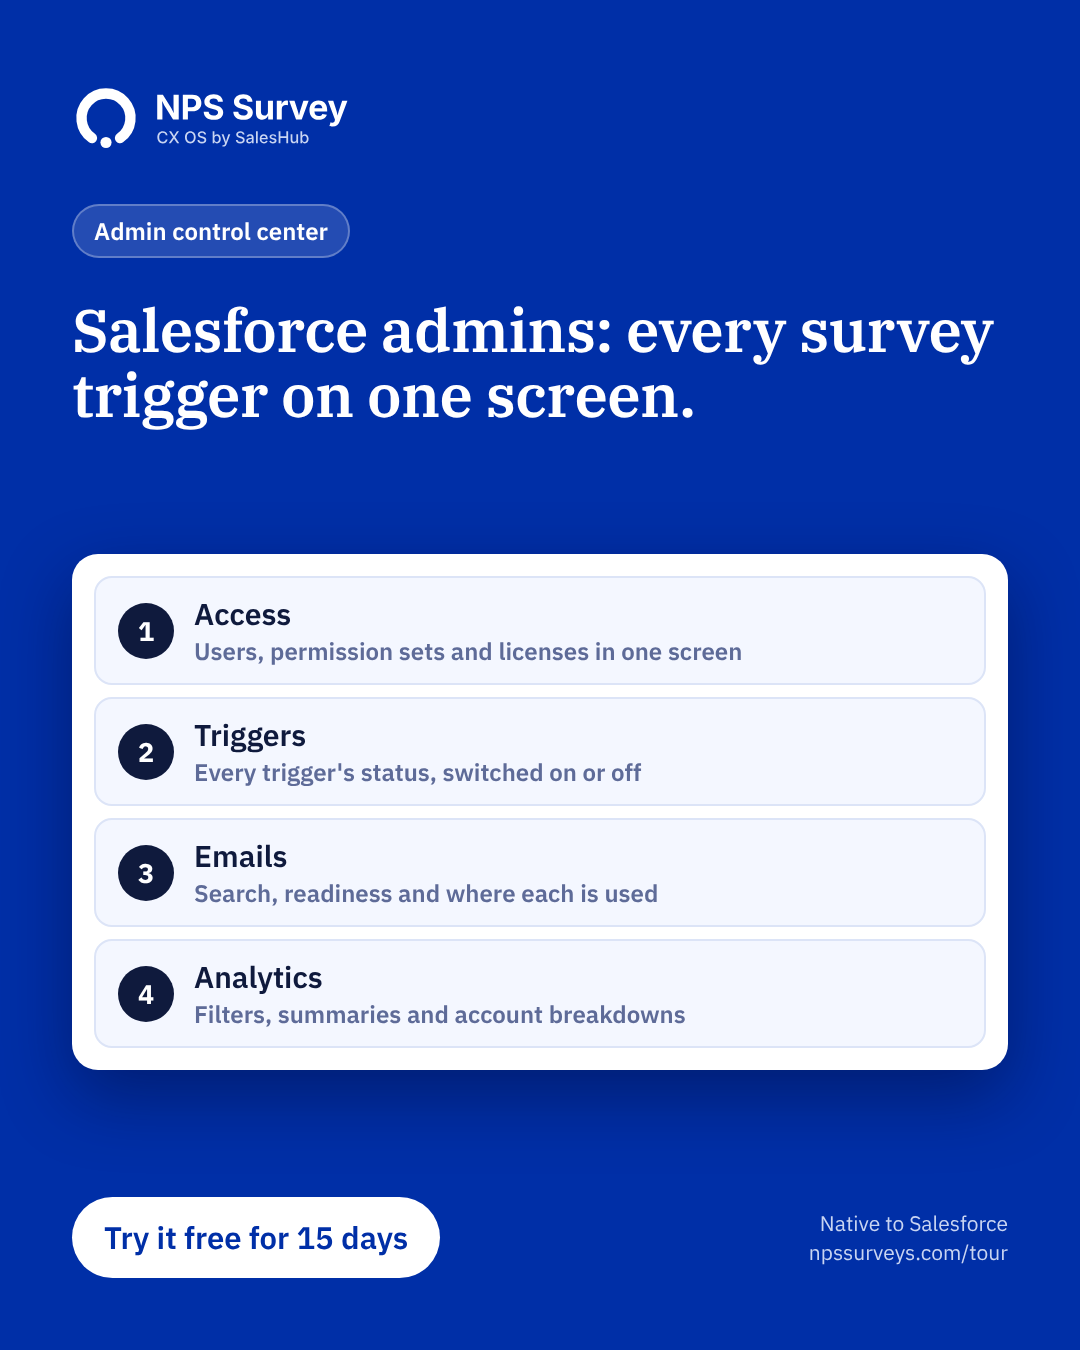 NPS Survey
CX OS by SalesHub
Admin control center
Salesforce admins: every survey
trigger on one screen.
1
Access
Users, permission sets and licenses in one screen
2
Triggers
Every trigger's status, switched on or off
3
Emails
Search, readiness and where each is used
4
Analytics
Filters, summaries and account breakdowns
Try it free for 15 days
Native to Salesforce
npssurveys.com/tour